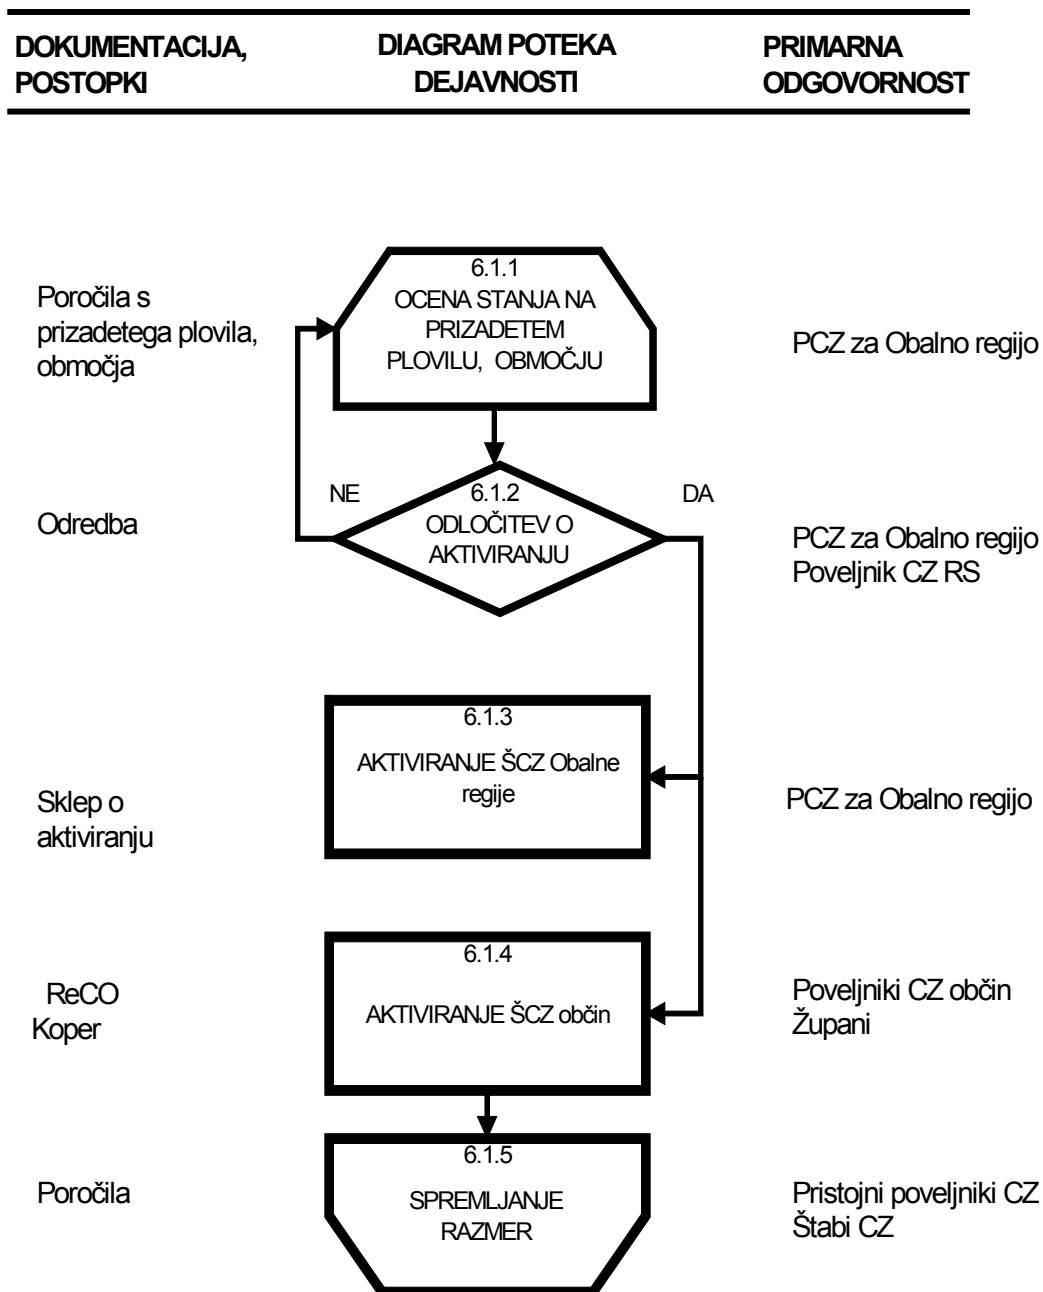 DOKUMENTACIJA,
POSTOPKI
DIAGRAM POTEKA
DEJAVNOSTI
PRIMARNA
ODGOVORNOST
Poročila s
prizadetega plovila,
območja
6.1.1
OCENA STANJA NA
PRIZADETEM
PLOVILU, OBMOČJU
PCZ za Obalno regijo
Odredba
NE
6.1.2
ODLOČITEV O
AKTIVIRANJU
DA
PCZ za Obalno regijo
Poveljnik CZ RS
Sklep o
aktiviranju
6.1.3
AKTIVIRANJE ŠCZ Obalne
regije
PCZ za Obalno regijo
ReCO
Koper
6.1.4
AKTIVIRANJE ŠCZ občin
Poveljniki CZ občin
Župani
Poročila
6.1.5
SPREMLJANJE
RAZMER
Pristojni poveljniki CZ
Štabi CZ